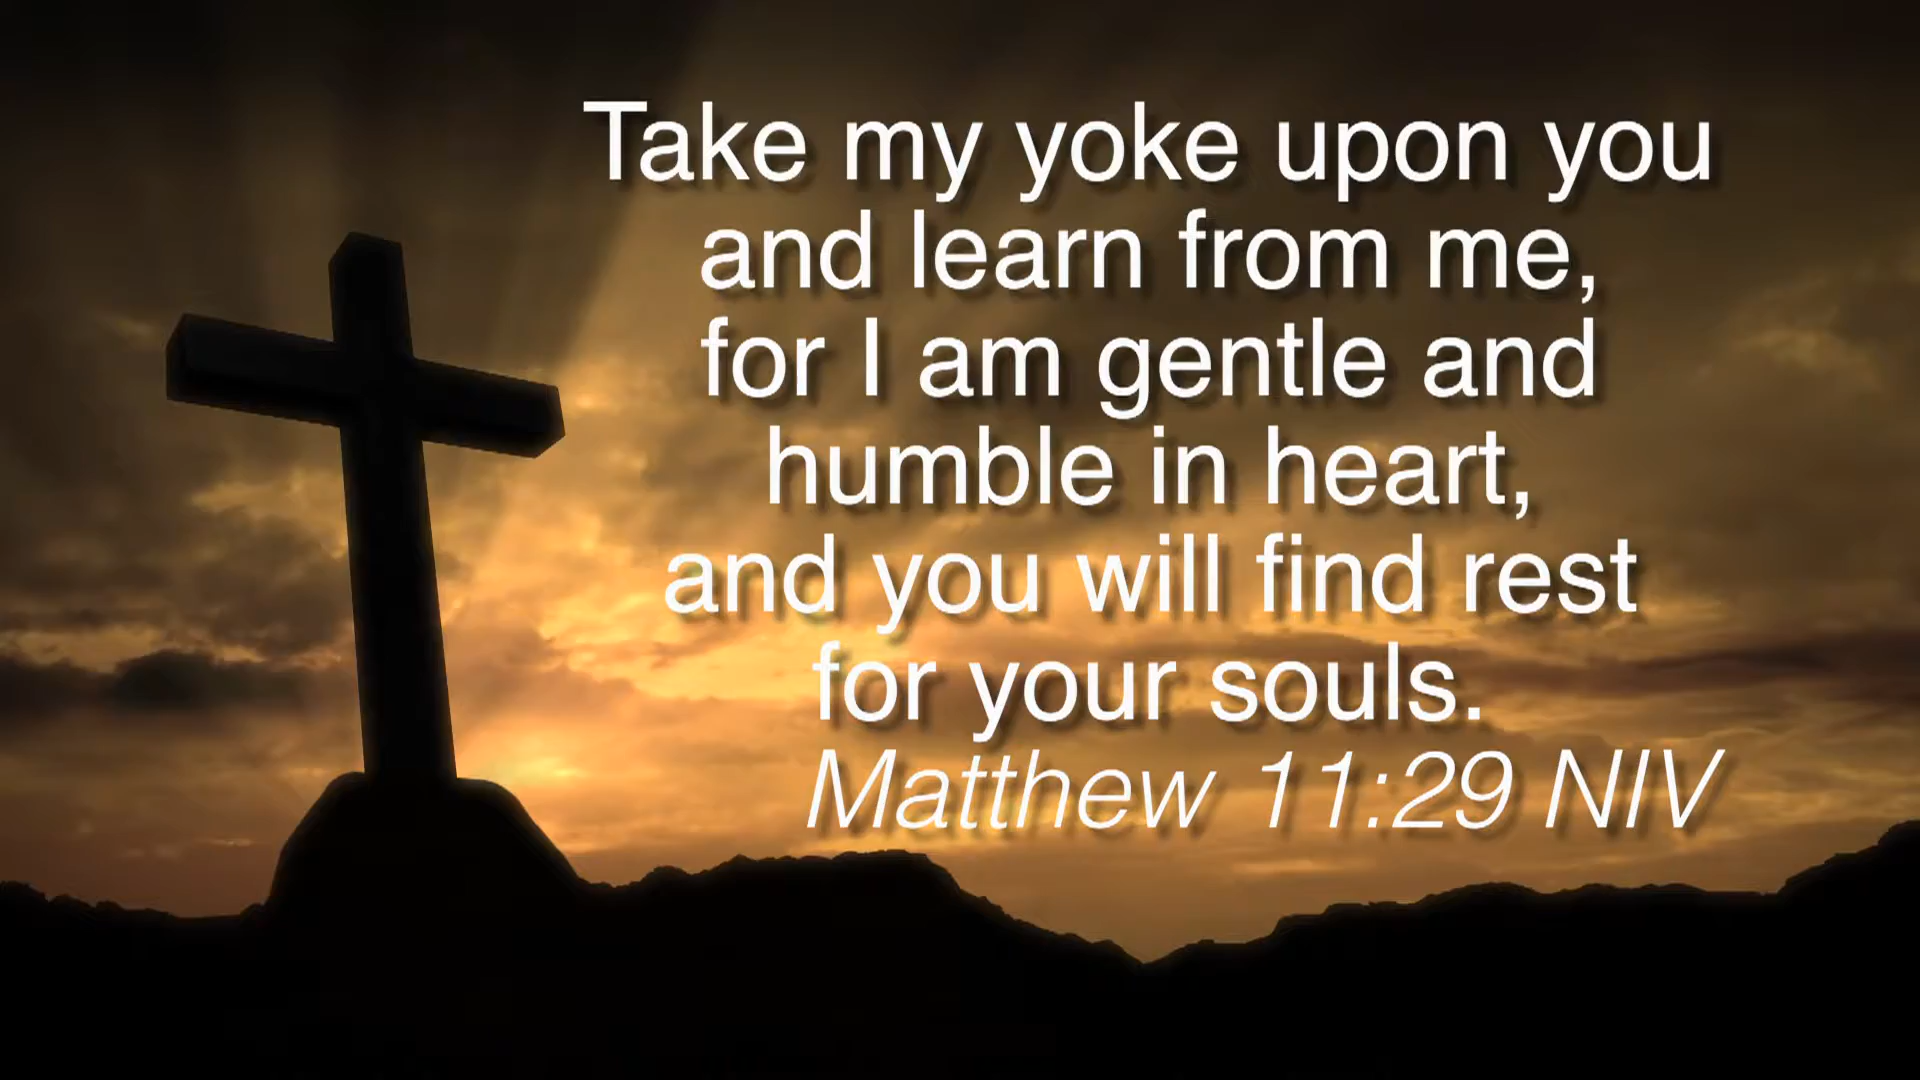 Take my yoke upon you
and learn from me,
for I am gentle and
humble in heart,
and you will find rest
for your souls.
Matthew 11:29 NIV